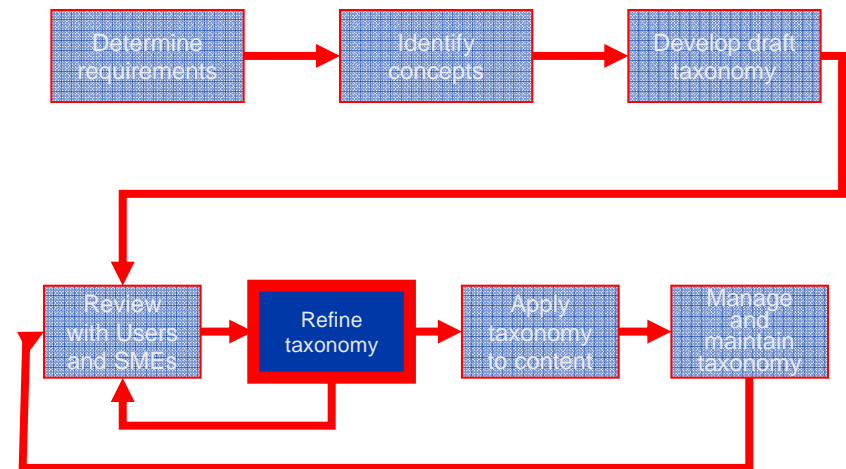 Determine
requirements
Identify
concepts
Develop draft
taxonomy
Review
with Users
and SMEs
Refine
taxonomy
Apply
taxonomy
to content
Manage
and
maintain
taxonomy